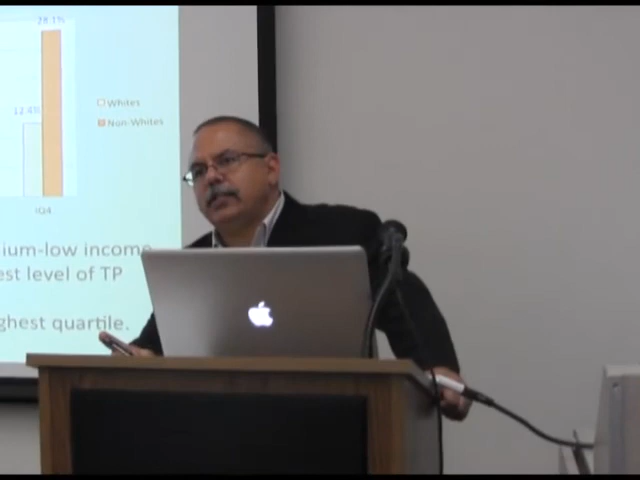 28.1%
12.4%
Whites
Non-Whites
IQ4
ium-low income
est level of TP
ghest quartile.